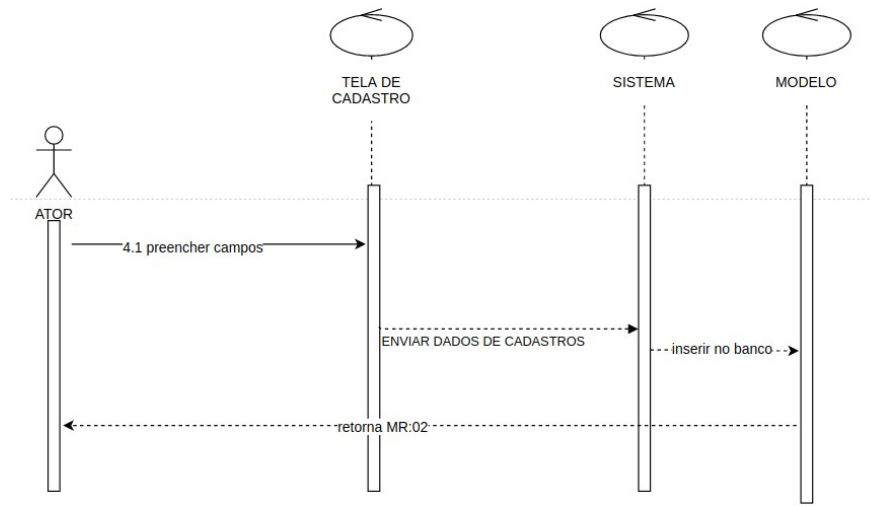 TELA DE
CADASTRO
SISTEMA
MODELO
ATOR
4.1 preencher campos
ENVIAR DADOS DE CADASTROS
inserir no banco
retorna MR:02